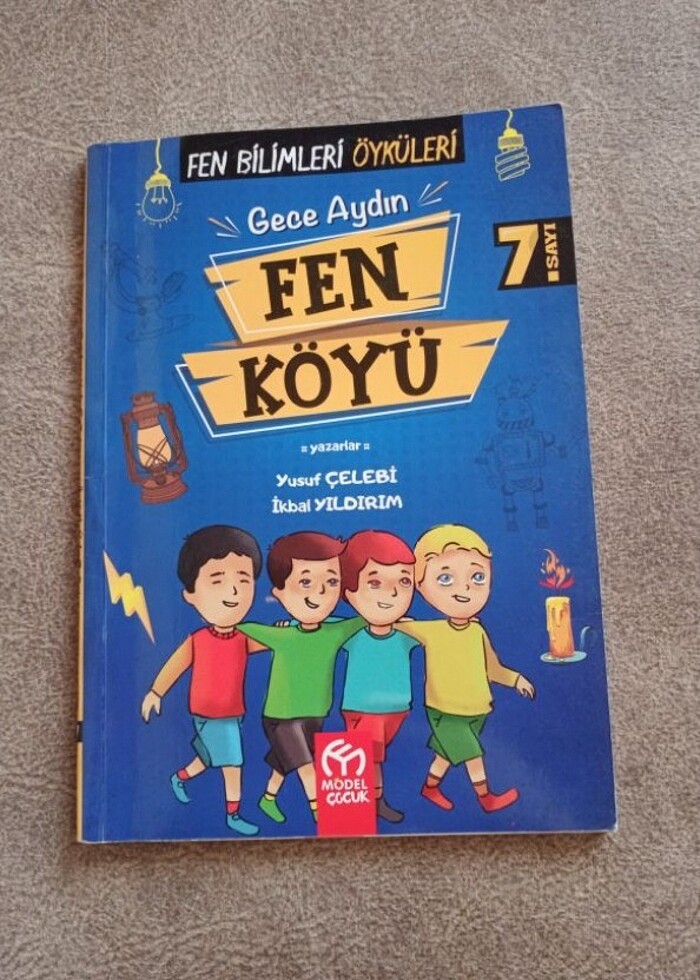 FEN BİLİMLERİ ÖYKÜLERİ
Gece Aydın
FEN
KÖYÜ
7. SAYI
yazarlar
Yusuf ÇELEBİ
İkbal YILDIRIM
MODEL
ÇOCUK